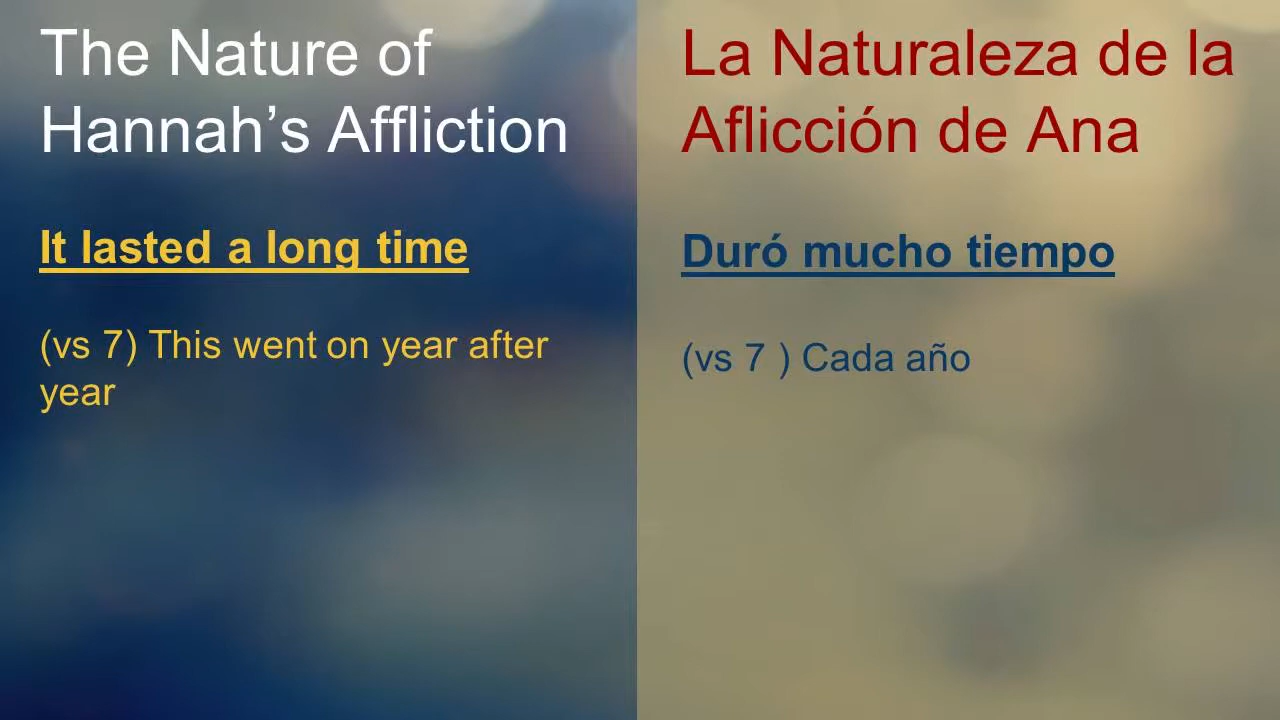 The Nature of
Hannah’s Affliction
It lasted a long time
(vs 7) This went on year after
year
La Naturaleza de la
Aflicción de Ana
Duró mucho tiempo
(vs 7 ) Cada año